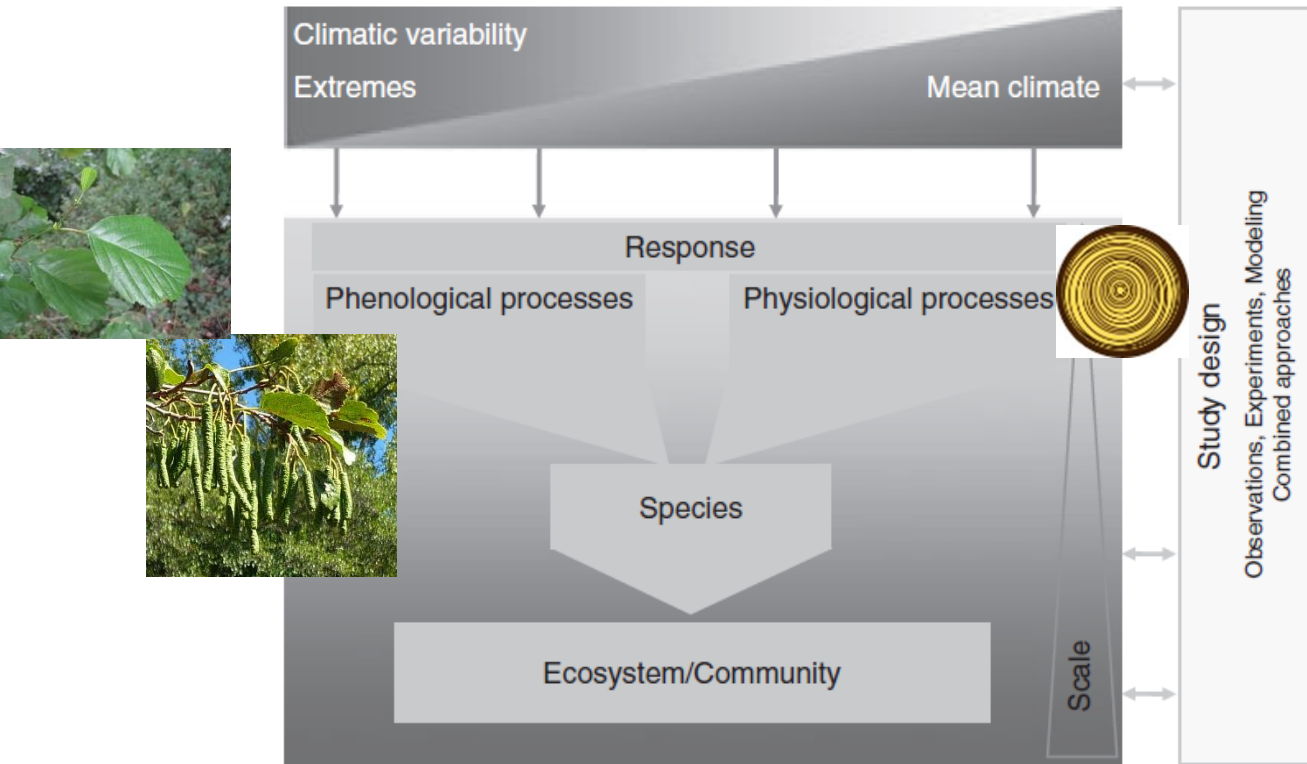 Climatic variability
Extremes
Mean climate
Response
Phenological processes
Physiological processes
Species
Ecosystem/Community
Scale
Study design
Observations, Experiments, Modeling
Combined approaches